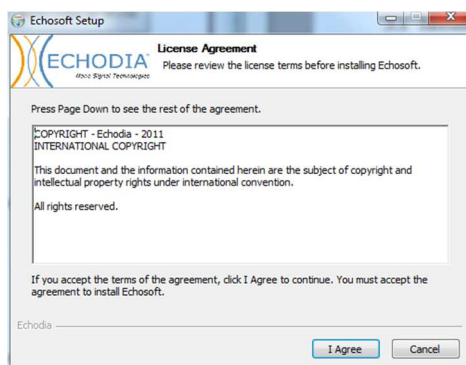 Echosoft Setup
ECHODIA
License Agreement
Please review the license terms before installing Echosoft.
Press Page Down to see the rest of the agreement.
COPYRIGHT - Echodia - 2011
INTERNATIONAL COPYRIGHT
This document and the information contained herein are the subject of copyright and
intellectual property rights under international convention.
All rights reserved.
If you accept the terms of the agreement, click I Agree to continue. You must accept the
agreement to install Echosoft.
Echodia
I Agree
Cancel